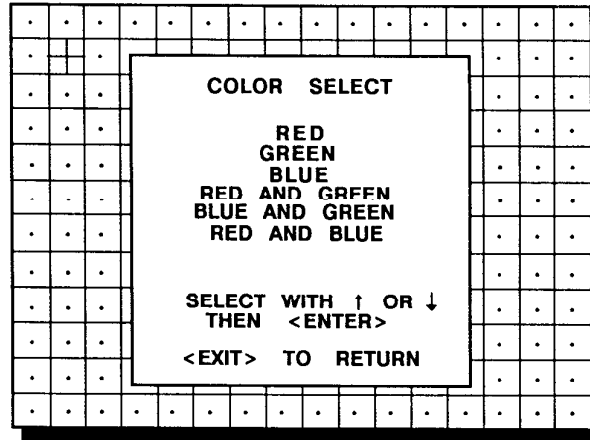 COLOR SELECT
RED
GREEN
BLUE
RED AND GREEN
BLUE AND GREEN
RED AND BLUE
SELECT WITH ↑ OR ↓
THEN <ENTER>
<EXIT> TO RETURN